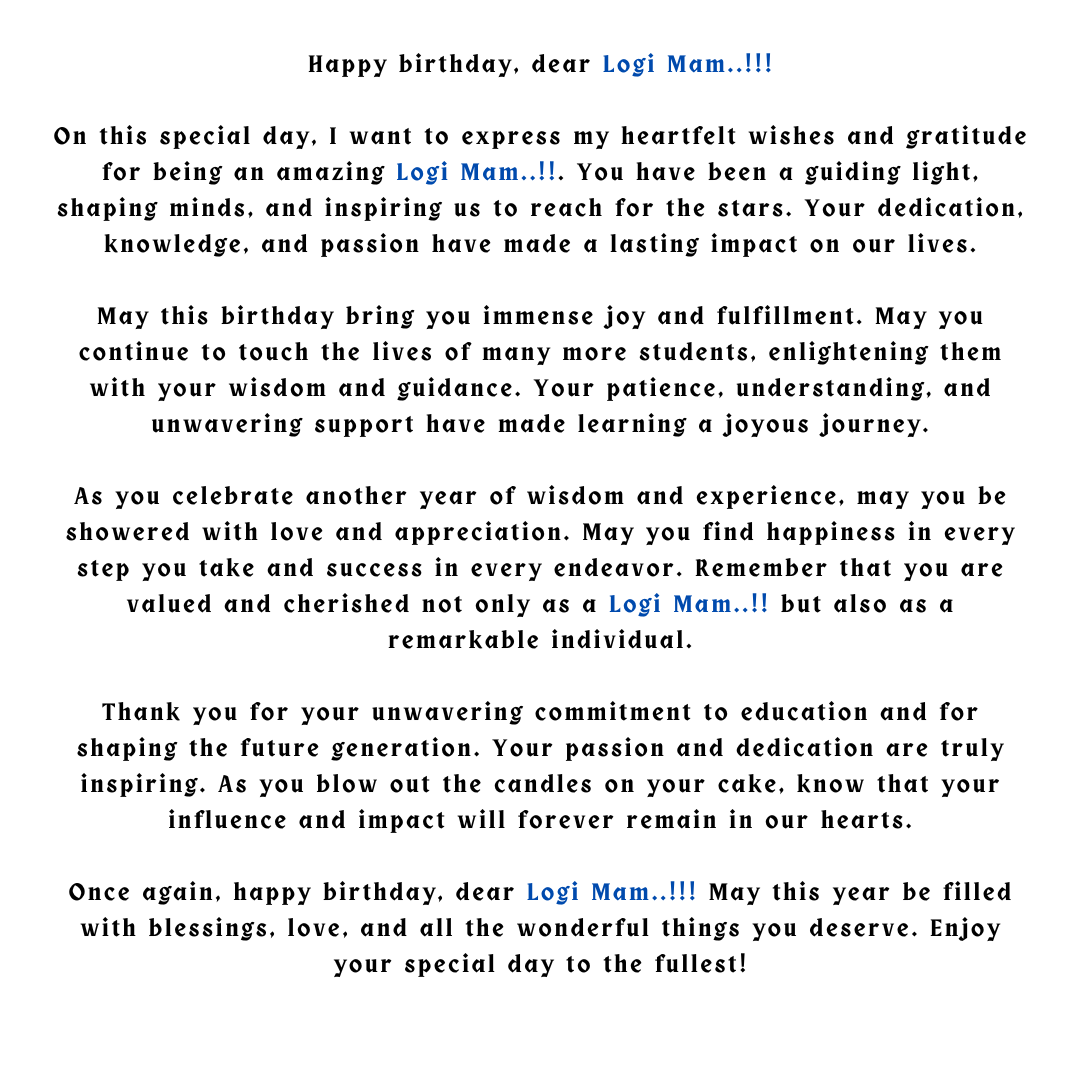 Happy birthday, dear Logi Mam..!!!
On this special day, I want to express my heartfelt wishes and gratitude
for being an amazing Logi Mam..!!. You have been a guiding light,
shaping minds, and inspiring us to reach for the stars. Your dedication,
knowledge, and passion have made a lasting impact on our lives.
May this birthday bring you immense joy and fulfillment. May you
continue to touch the lives of many more students, enlightening them
with your wisdom and guidance. Your patience, understanding, and
unwavering support have made learning a joyous journey.
As you celebrate another year of wisdom and experience, may you be
showered with love and appreciation. May you find happiness in every
step you take and success in every endeavor. Remember that you are
valued and cherished not only as a Logi Mam..!! but also as a
remarkable individual.
Thank you for your unwavering commitment to education and for
shaping the future generation. Your passion and dedication are truly
inspiring. As you blow out the candles on your cake, know that your
influence and impact will forever remain in our hearts.
Once again, happy birthday, dear Logi Mam..!!! May this year be filled
with blessings, love, and all the wonderful things you deserve. Enjoy
your special day to the fullest!